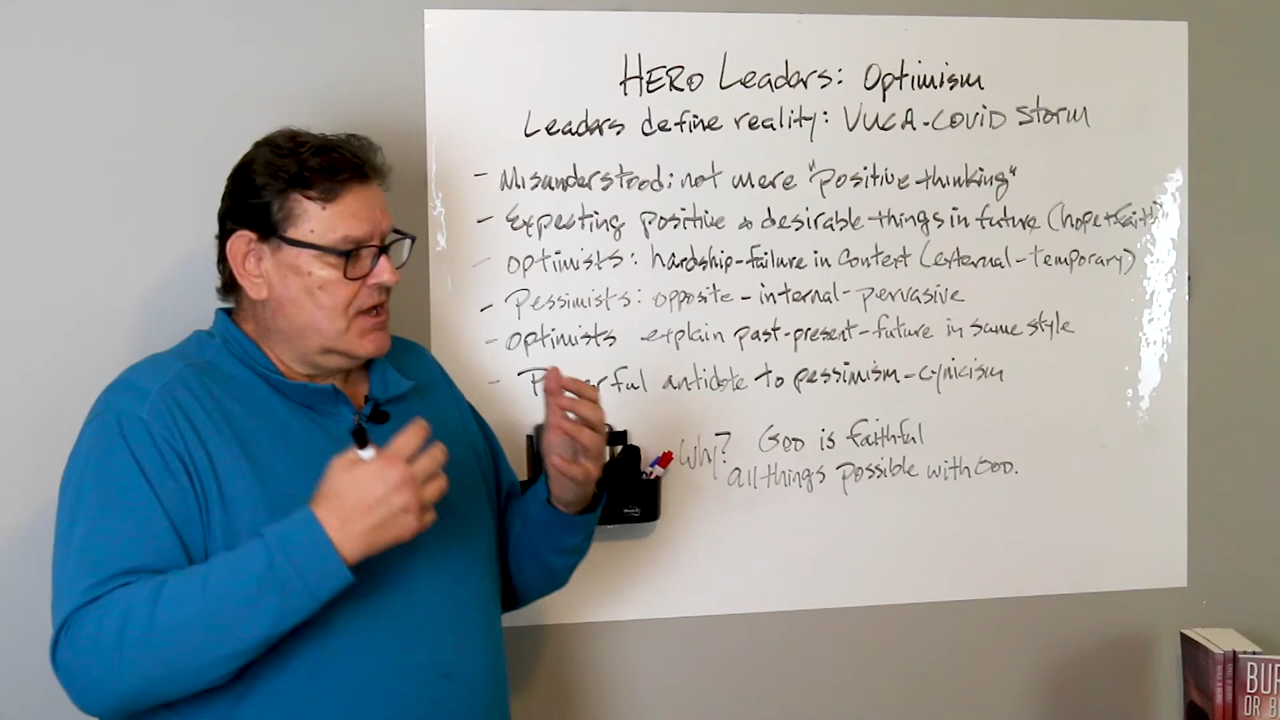 HERO Leaders: Optimism
Leaders define reality: VUCA-COVID Storm
- Misunderstood: not mere "positive-thinking"
- Expecting positive & desirable things in future (hope+faith)
- optimists: hardship-failure in Context (external-temporary)
- Pessimists: opposite - internal-pervasive
- optimists explain past-present-future in same style
- antidote to pessimism-cynicism
Why? GOD is faithful
all things possible with GOD.
BUR
OR B